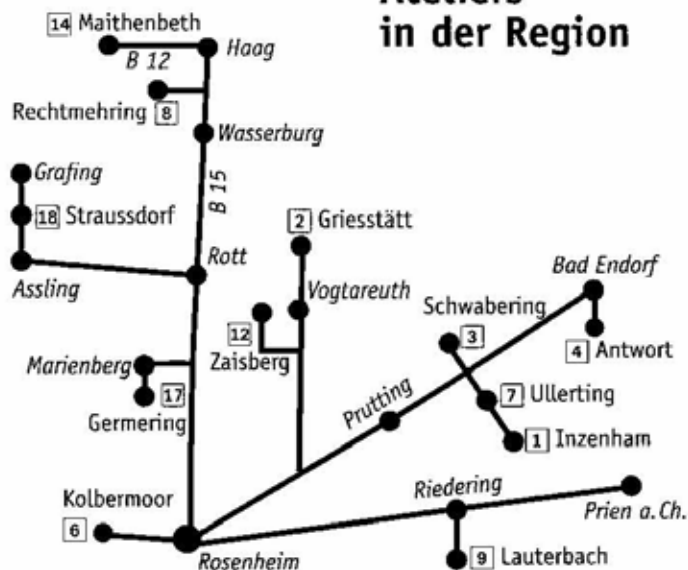 in der Region
14 Maithenbeth
Haag
B 12
Rechtmehring 8
Wasserburg
Grafing
B 15
18 Straussdorf
2 Griesstätt
Rott
Assling
Vogtareuth
Bad Endorf
Schwabering
3
12
Zaisberg
4 Antwort
Marienberg
17
Germering
Prutting
7 Ullerting
1 Inzenham
Kolbermoor
6
Riedering
Prien a. Ch.
Rosenheim
9 Lauterbach